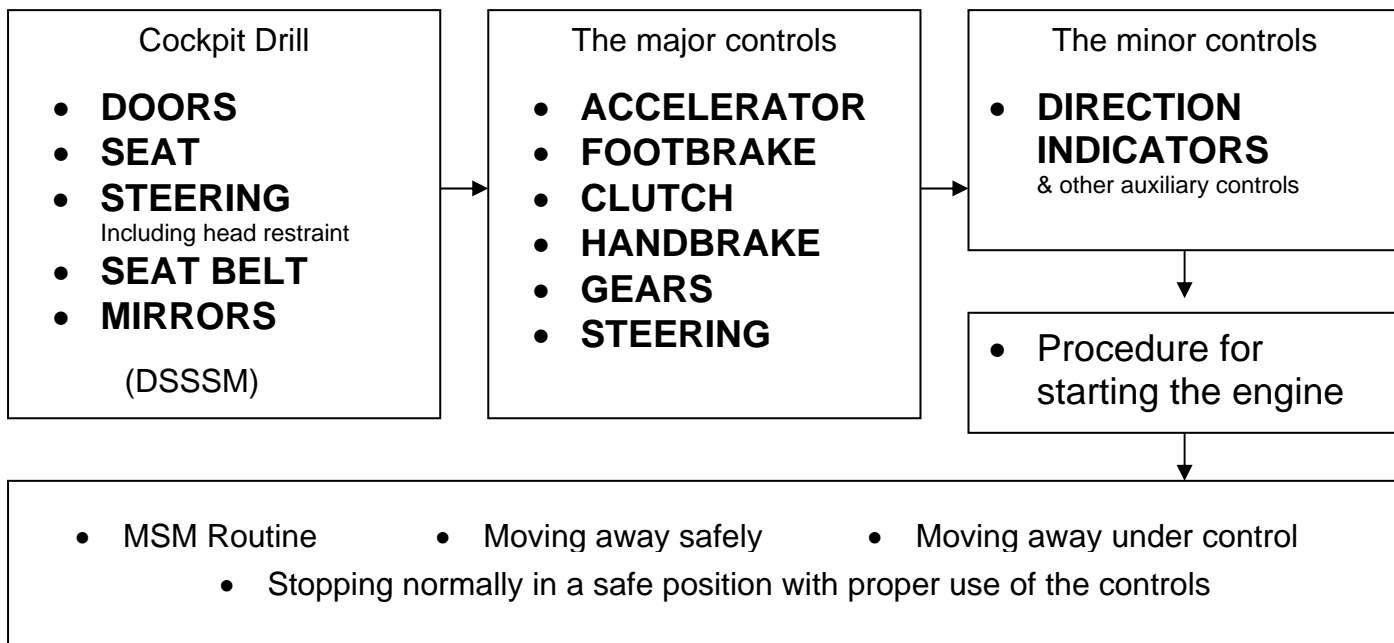 Cockpit Drill
• DOORS
• SEAT
• STEERING
Including head restraint
• SEAT BELT
• MIRRORS
(DSSSM)
The major controls
• ACCELERATOR
• FOOTBRAKE
• CLUTCH
• HANDBRAKE
• GEARS
• STEERING
The minor controls
• DIRECTION
INDICATORS
& other auxiliary controls
• Procedure for
starting the engine
• MSM Routine • Moving away safely • Moving away under control
• Stopping normally in a safe position with proper use of the controls